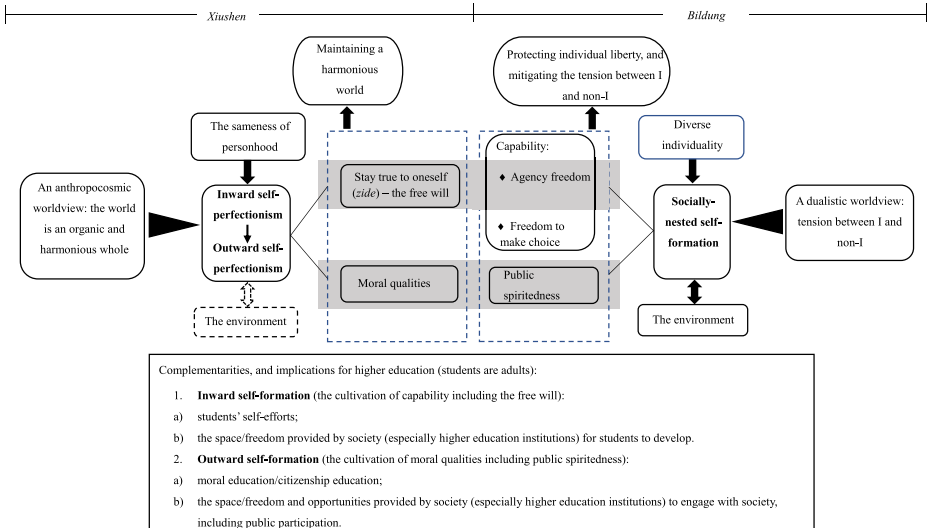 Xiushen
Bildung
Maintaining a
harmonious
world
Protecting individual liberty, and
mitigating the tension between I
and non-I
The sameness of
personhood
Diverse
individuality
An anthropocosmic
worldview: the world
is an organic and
harmonious whole
Inward self-
perfectionism
Outward self-
perfectionism
The environment
Stay true to oneself
(zide) – the free will
Moral qualities
Capability:
♦ Agency freedom
♦ Freedom to
make choice
Public
spiritedness
Socially-
nested self-
formation
The environment
A dualistic worldview:
tension between I and
non-I
Complementarities, and implications for higher education (students are adults):
1. Inward self-formation (the cultivation of capability including the free will):
a) students' self-efforts;
b) the space/freedom provided by society (especially higher education institutions) for students to develop.
2. Outward self-formation (the cultivation of moral qualities including public spiritedness):
a) moral education/citizenship education;
b) the space/freedom and opportunities provided by society (especially higher education institutions) to engage with society,
including public participation.